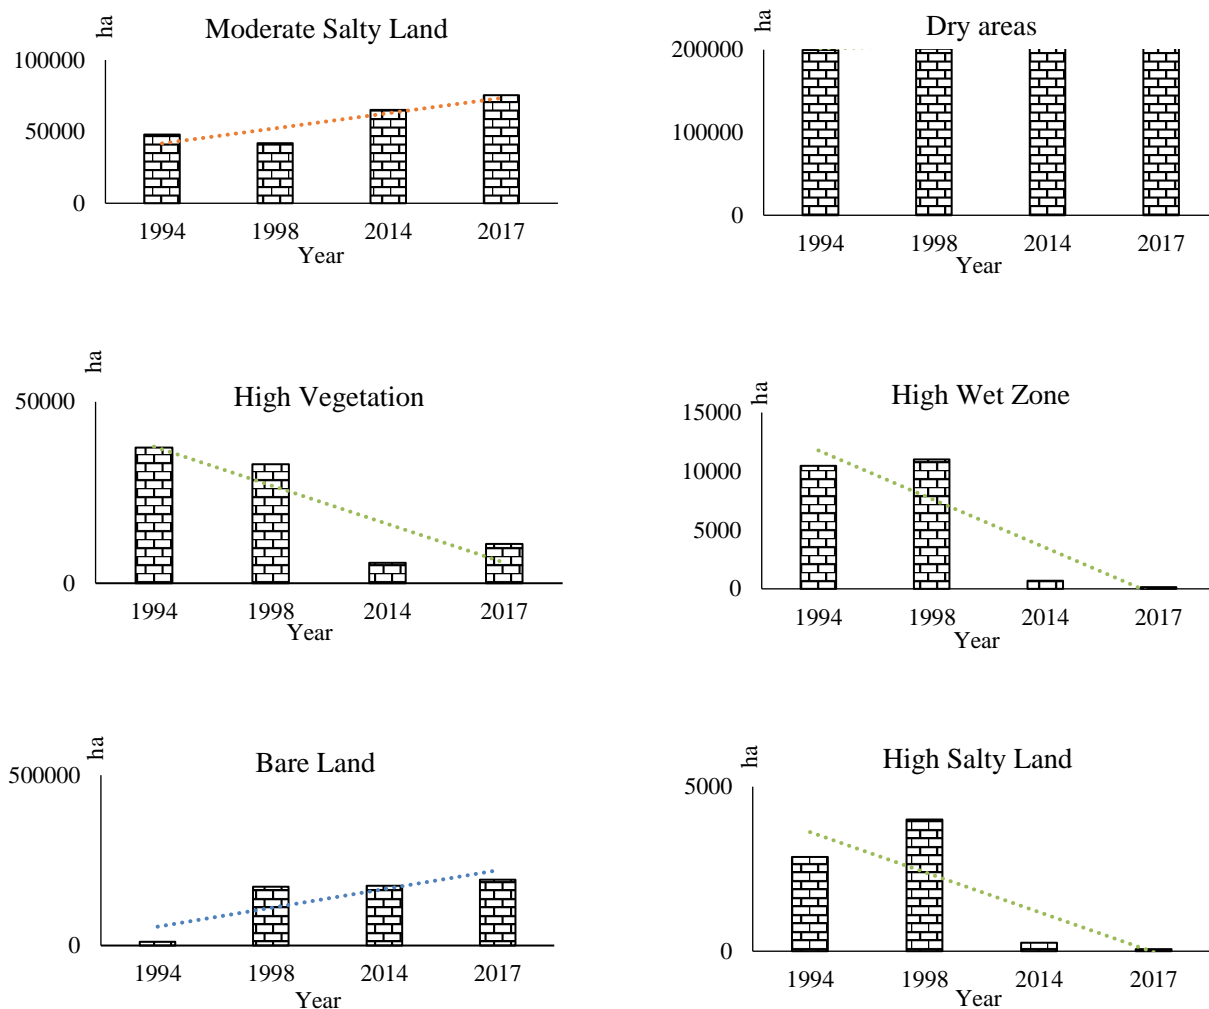 ha
Moderate Salty Land
100000
50000
0
1994 1998 2014 2017
Year
Dry areas
200000
100000
0
1994 1998 2014 2017
Year
ha
High Vegetation
50000
0
1994 1998 2014 2017
Year
ha
High Wet Zone
15000
10000
5000
0
1994 1998 2014 2017
Year
ha
Bare Land
500000
0
1994 1998 2014 2017
Year
ha
High Salty Land
5000
0
1994 1998 2014 2017
Year